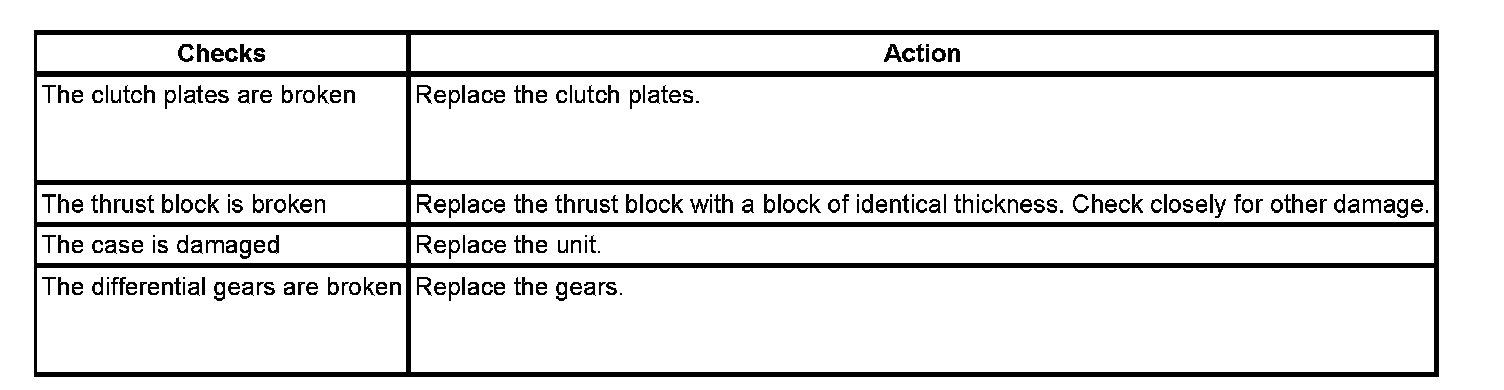 Checks Action
The clutch plates are broken Replace the clutch plates.
The thrust block is broken Replace the thrust block with a block of identical thickness. Check closely for other damage.
The case is damaged Replace the unit.
The differential gears are broken Replace the gears.